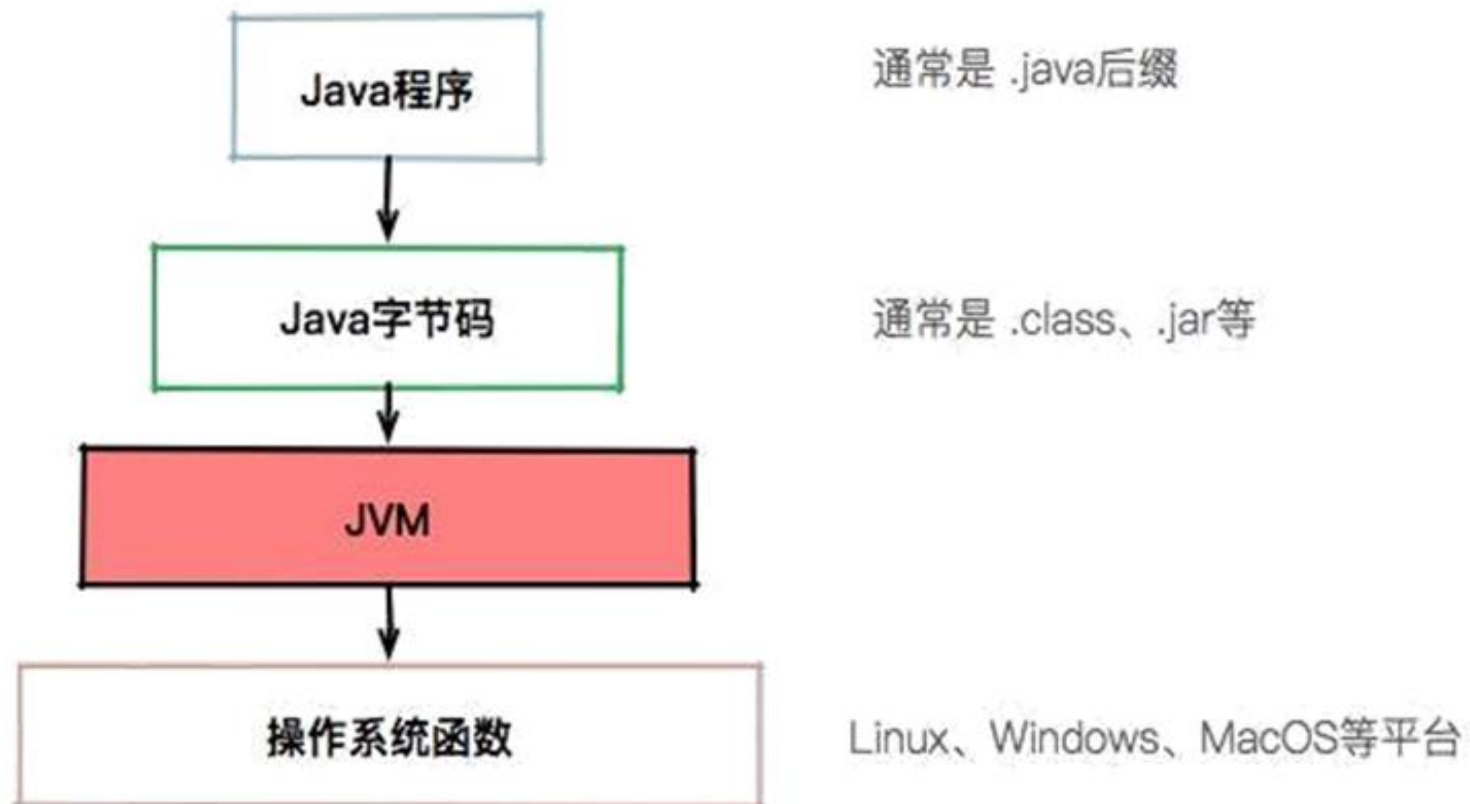 Java程序
通常是 .java后缀
Java字节码
通常是 .class、.jar等
JVM
操作系统函数
Linux、Windows、MacOS等平台